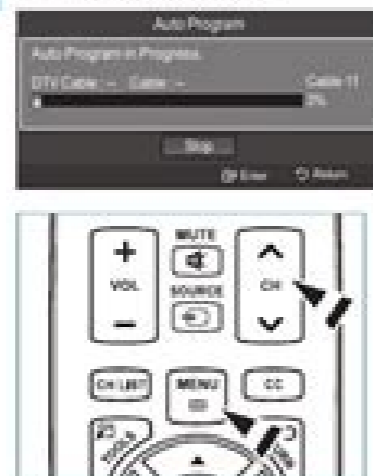 Auto Program
Auto Program in Progress.
DTV Cable : -- Cable : --
Cable 11
0%
Stop
Enter Return
MUTE
VOL
CH
SOURCE
CH LIST
MENU
CC
TOOLS